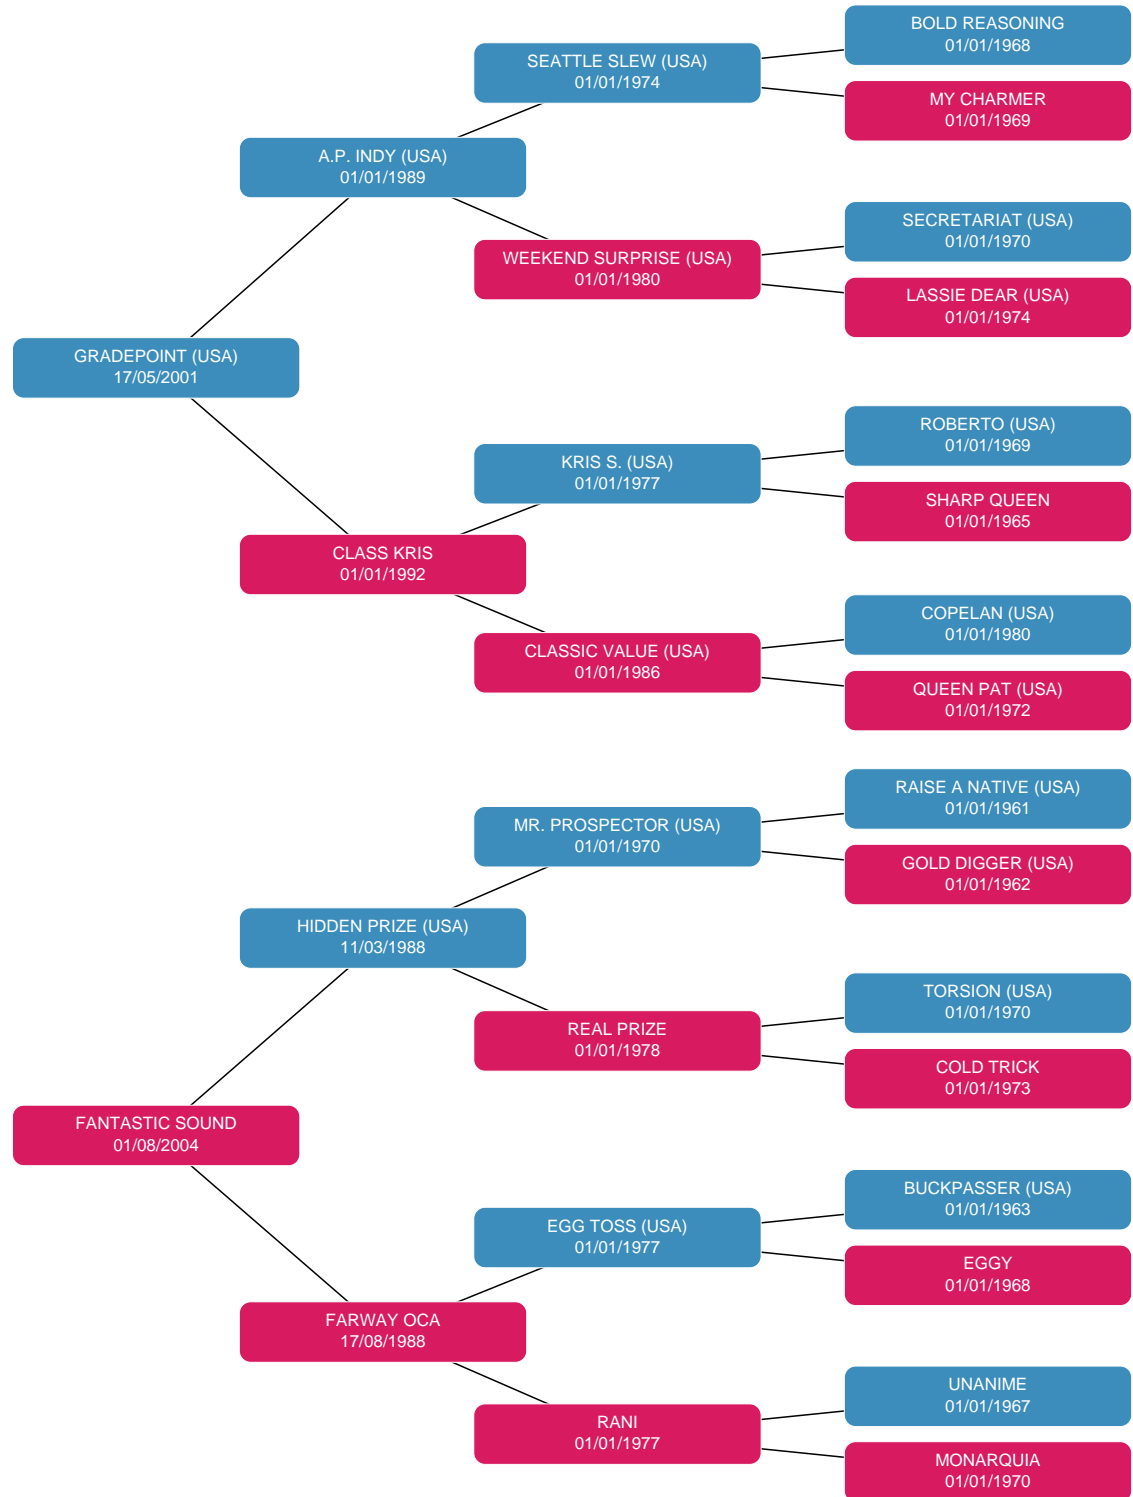 BOLD REASONING
01/01/1968
SEATTLE SLEW (USA)
01/01/1974
MY CHARMER
01/01/1969
A.P. INDY (USA)
01/01/1989
SECRETARIAT (USA)
01/01/1970
WEEKEND SURPRISE (USA)
01/01/1980
LASSIE DEAR (USA)
01/01/1974
GRADEPOINT (USA)
17/05/2001
ROBERTO (USA)
01/01/1969
KRIS S. (USA)
01/01/1977
SHARP QUEEN
01/01/1965
CLASS KRIS
01/01/1992
COPELAN (USA)
01/01/1980
CLASSIC VALUE (USA)
01/01/1986
QUEEN PAT (USA)
01/01/1972
RAISE A NATIVE (USA)
01/01/1961
MR. PROSPECTOR (USA)
01/01/1970
GOLD DIGGER (USA)
01/01/1962
HIDDEN PRIZE (USA)
11/03/1988
TORSION (USA)
01/01/1970
REAL PRIZE
01/01/1978
COLD TRICK
01/01/1973
FANTASTIC SOUND
01/08/2004
BUCKPASSER (USA)
01/01/1963
EGG TOSS (USA)
01/01/1977
EGGY
01/01/1968
FARWAY OCA
17/08/1988
UNANIME
01/01/1967
RANI
01/01/1977
MONARQUIA
01/01/1970